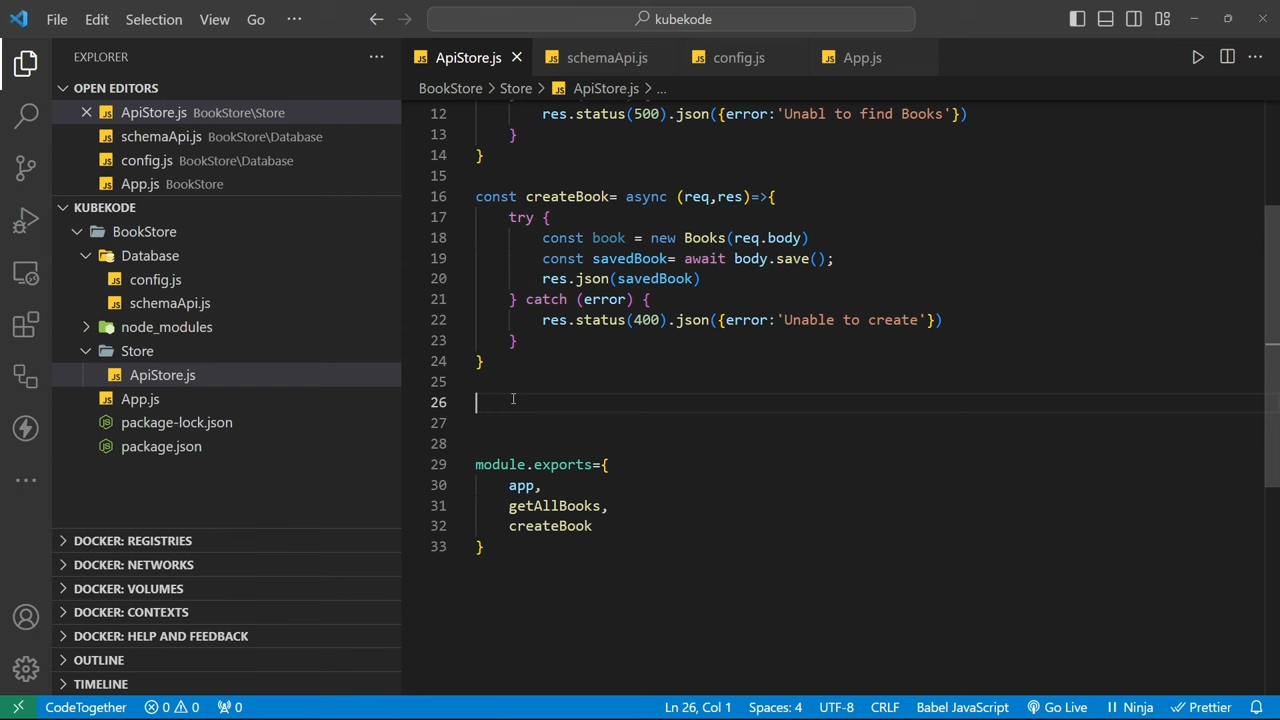 File Edit Selection View Go ··· kubekode
EXPLORER ···
OPEN EDITORS
ApiStore.js BookStore\Store
schemaApi.js BookStore\Database
config.js BookStore\Database
App.js BookStore
KUBEKODE
BookStore
Database
config.js
schemaApi.js
node_modules
Store
ApiStore.js
App.js
package-lock.json
package.json
DOCKER: REGISTRIES
DOCKER: NETWORKS
DOCKER: VOLUMES
DOCKER: CONTEXTS
DOCKER: HELP AND FEEDBACK
OUTLINE
TIMELINE
JS ApiStore.js JS schemaApi.js JS config.js JS App.js
BookStore > Store > JS ApiStore.js > ...
12 res.status(500).json({error:'Unabl to find Books'})
13 }
14 }
15
16 const createBook= async (req,res)=>{
17 try {
18 const book = new Books(req.body)
19 const savedBook= await body.save();
20 res.json(savedBook)
21 } catch (error) {
22 res.status(400).json({error:'Unable to create'})
23 }
24 }
25
26
27
28
29 module.exports={
30 app,
31 getAllBooks,
32 createBook
33 }
CodeTogether 0 0 0 Ln 26, Col 1 Spaces: 4 UTF-8 CRLF Babel JavaScript Go Live Ninja Prettier